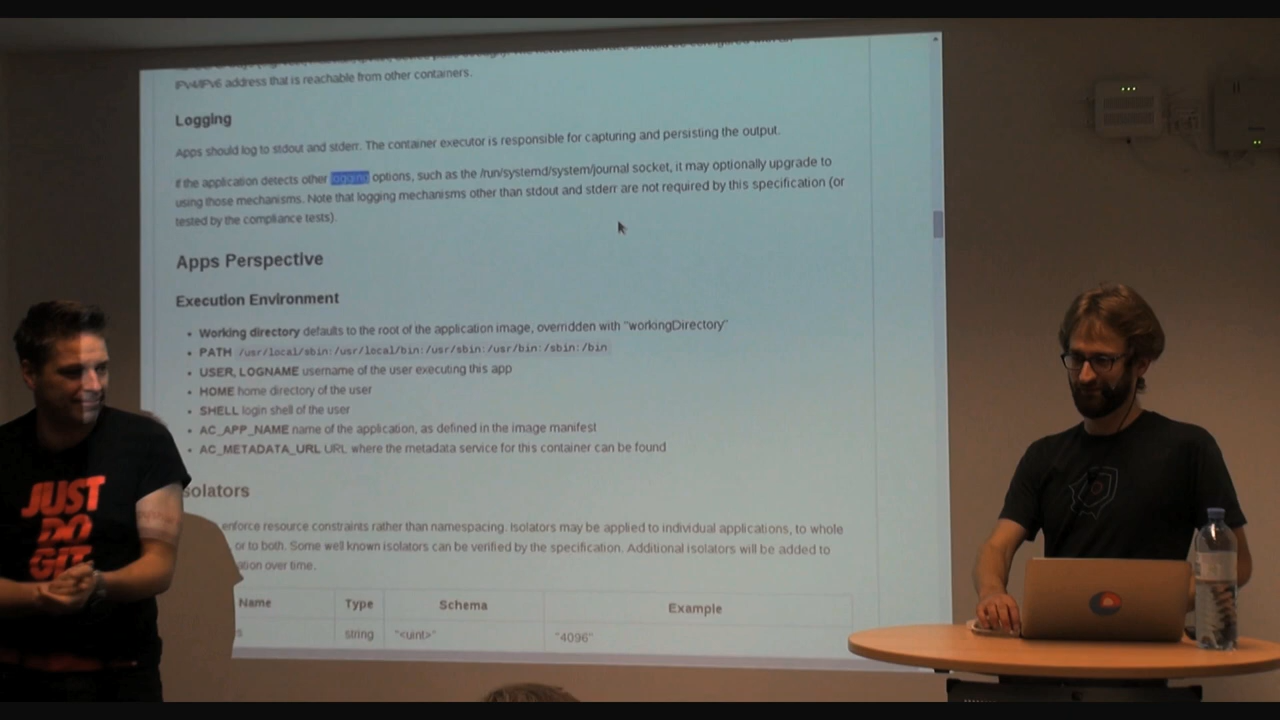 IPv4/IPv6 address that is reachable from other containers.
Logging
Apps should log to stdout and stderr. The container executor is responsible for capturing and persisting the output.
If the application detects other logging options, such as the /run/systemd/system/journal socket, it may optionally upgrade to
using those mechanisms. Note that logging mechanisms other than stdout and stderr are not required by this specification (or
tested by the compliance tests).
Apps Perspective
Execution Environment
• Working directory defaults to the root of the application image, overridden with "workingDirectory"
• PATH /usr/local/sbin:/usr/local/bin:/usr/sbin:/usr/bin:/sbin:/bin
• USER, LOGNAME username of the user executing this app
• HOME home directory of the user
• SHELL login shell of the user
• AC_APP_NAME name of the application, as defined in the image manifest
• AC_METADATA_URL URL where the metadata service for this container can be found
solators
enforce resource constraints rather than namespacing. Isolators may be applied to individual applications, to whole
, or to both. Some well known isolators can be verified by the specification. Additional isolators will be added to
ation over time.
Name Type Schema Example
s string "<uint>" "4096"
JUST
DO
GIT